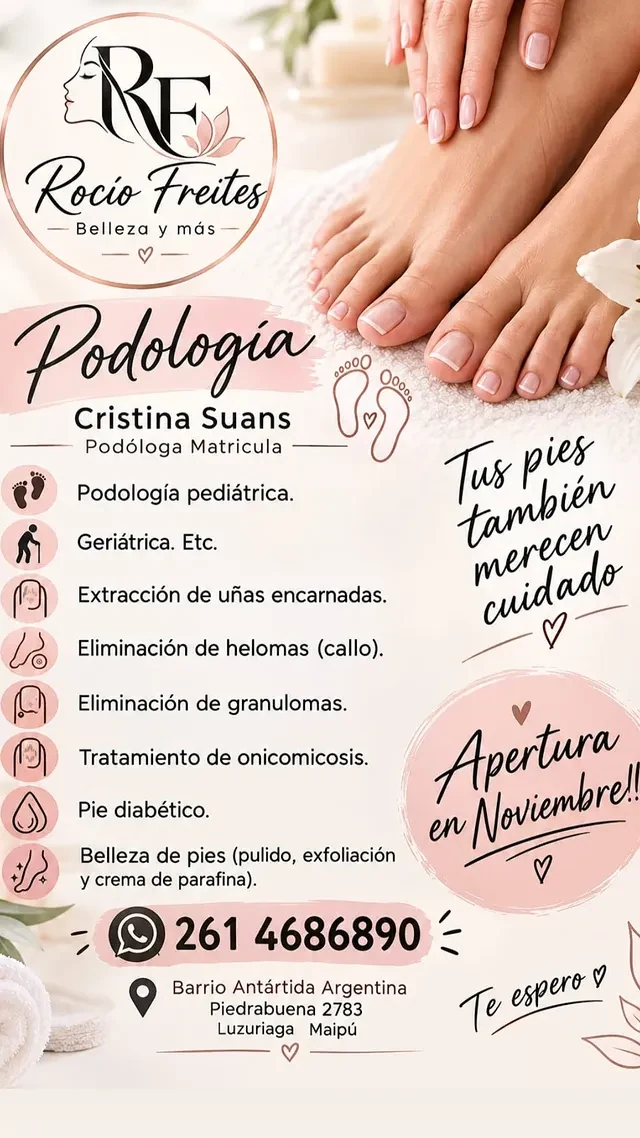 RF
Rocío Freites
Belleza y más
Podología
Cristina Suans
Podóloga Matricula
Podología pediátrica.
Geriátrica. Etc.
Extracción de uñas encarnadas.
Eliminación de helomas (callo).
Eliminación de granulomas.
Tratamiento de onicomicosis.
Pie diabético.
Belleza de pies (pulido, exfoliación
y crema de parafina).
Tus pies
también
merecen
cuidado
Apertura
en Noviembre!!
261 4686890
Barrio Antártida Argentina
Piedrabuena 2783
Luzuriaga Maipú
Te espero